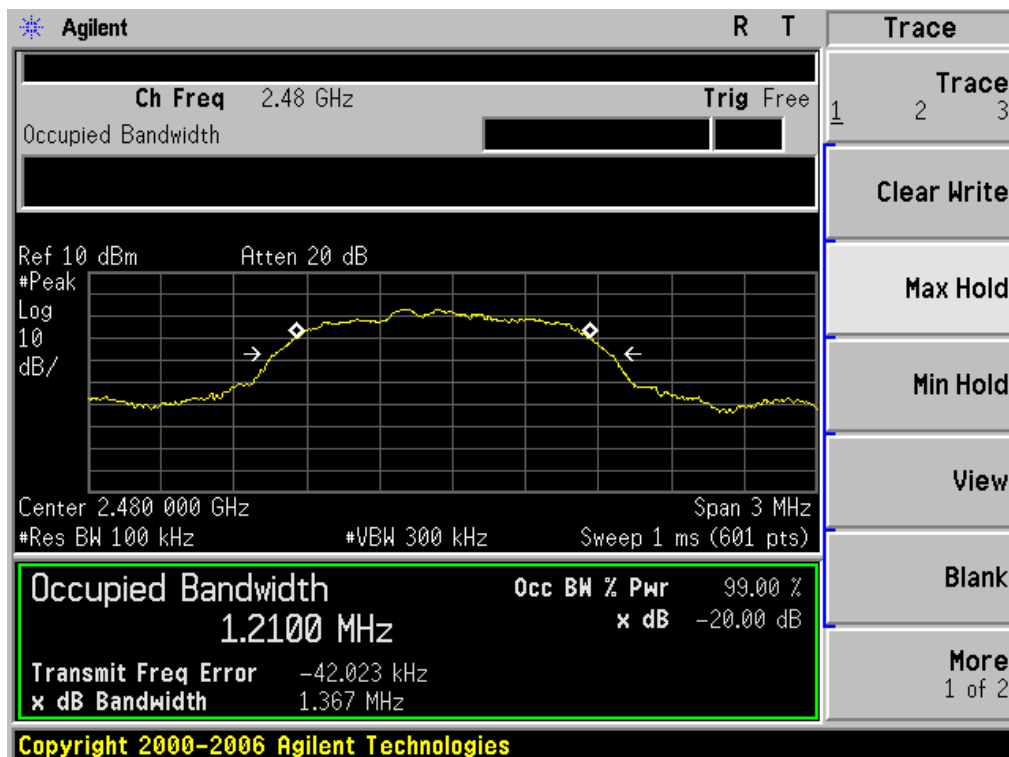 Agilent R T
Trace
Ch Freq 2.48 GHz Trig Free
Occupied Bandwidth
Ref 10 dBm Atten 20 dB
#Peak
Log
10
dB/
Center 2.480 000 GHz Span 3 MHz
#Res BW 100 kHz #VBW 300 kHz Sweep 1 ms (601 pts)
Occupied Bandwidth
1.2100 MHz
Occ BW % Pwr 99.00 %
x dB -20.00 dB
Transmit Freq Error -42.023 kHz
x dB Bandwidth 1.367 MHz
Copyright 2000-2006 Agilent Technologies
Trace
1 2 3
Clear Write
Max Hold
Min Hold
View
Blank
More
1 of 2